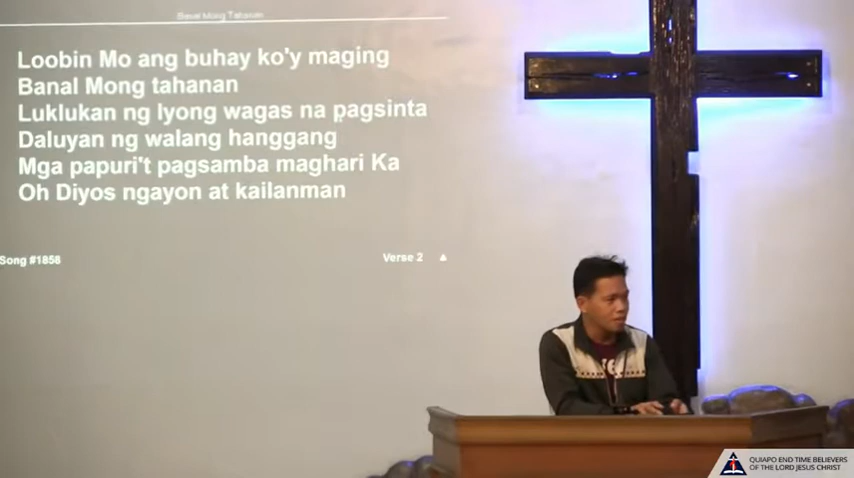 Banal Mong Tahanan
Loobin Mo ang buhay ko'y maging
Banal Mong tahanan
Luklukan ng Iyong wagas na pagsinta
Daluyan ng walang hanggang
Mga papuri't pagsamba maghari Ka
Oh Diyos ngayon at kailanman
Song #1858
Verse 2
QUIAPO END TIME BELIEVERS
OF THE LORD JESUS CHRIST